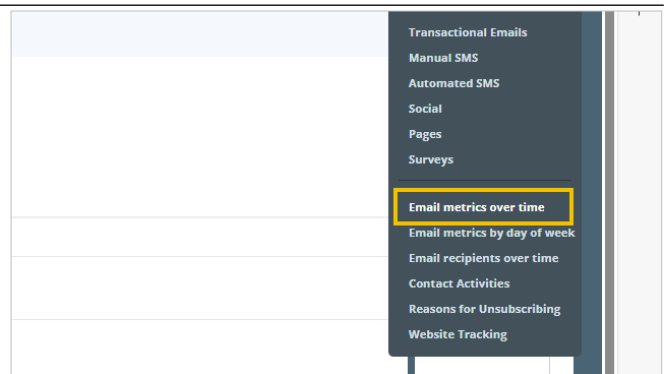 Transactional Emails
Manual SMS
Automated SMS
Social
Pages
Surveys
Email metrics over time
Email metrics by day of week
Email recipients over time
Contact Activities
Reasons for Unsubscribing
Website Tracking